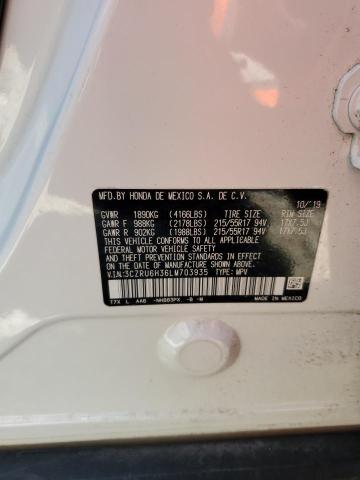 MFD.BY HONDA DE MEXICO S.A. DE C.V. 10/'19
GVWR 1890KG (4166LBS) TIRE SIZE RIM SIZE
GAWR F 988KG (2178LBS) 215/55R17 94V 17X7.5J
GAWR R 902KG (1988LBS) 215/55R17 94V 17X7.5J
THIS VEHICLE CONFORMS TO ALL APPLICABLE
FEDERAL MOTOR VEHICLE SAFETY
AND THEFT PREVENTION STANDARDS IN EFFECT ON
THE DATE OF MANUFACTURE SHOWN ABOVE.
V.I.N.:3CZRU6H36LM703935 TYPE: MPV
T7X L AA6 -NH883PX -B -M
MADE IN MEXICO